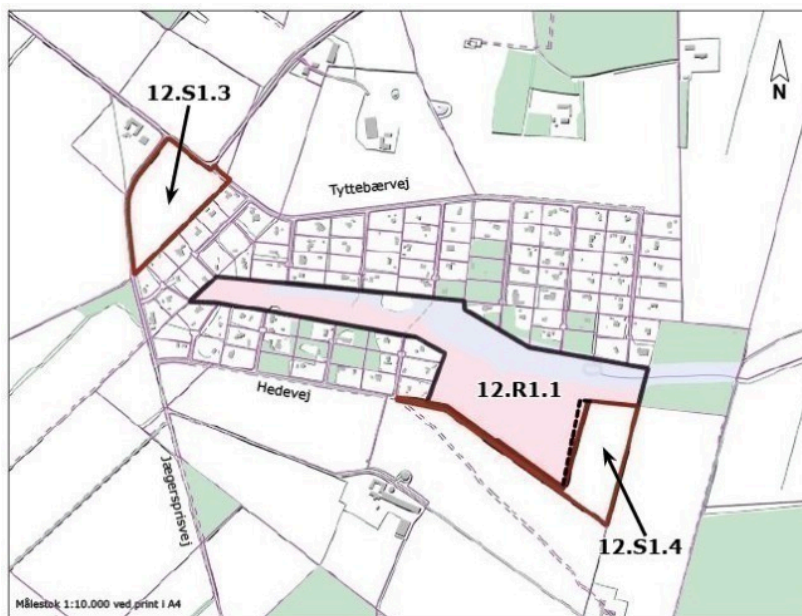 12.S1.3
N
Tyttebærvej
12.R1.1
Hedevej
Jægersprisvej
12.S1.4
Målestok 1:10.000 ved print i A4